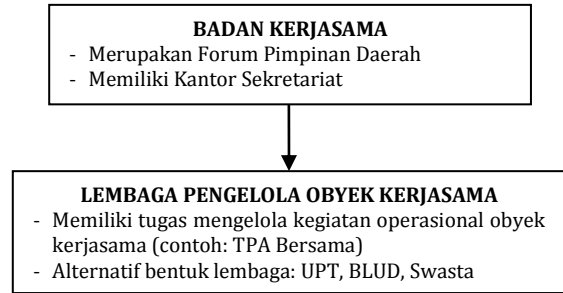 BADAN KERJASAMA
- Merupakan Forum Pimpinan Daerah
- Memiliki Kantor Sekretariat
LEMBAGA PENGELOLA OBYEK KERJASAMA
- Memiliki tugas mengelola kegiatan operasional obyek
kerjasama (contoh: TPA Bersama)
- Alternatif bentuk lembaga: UPT, BLUD, Swasta